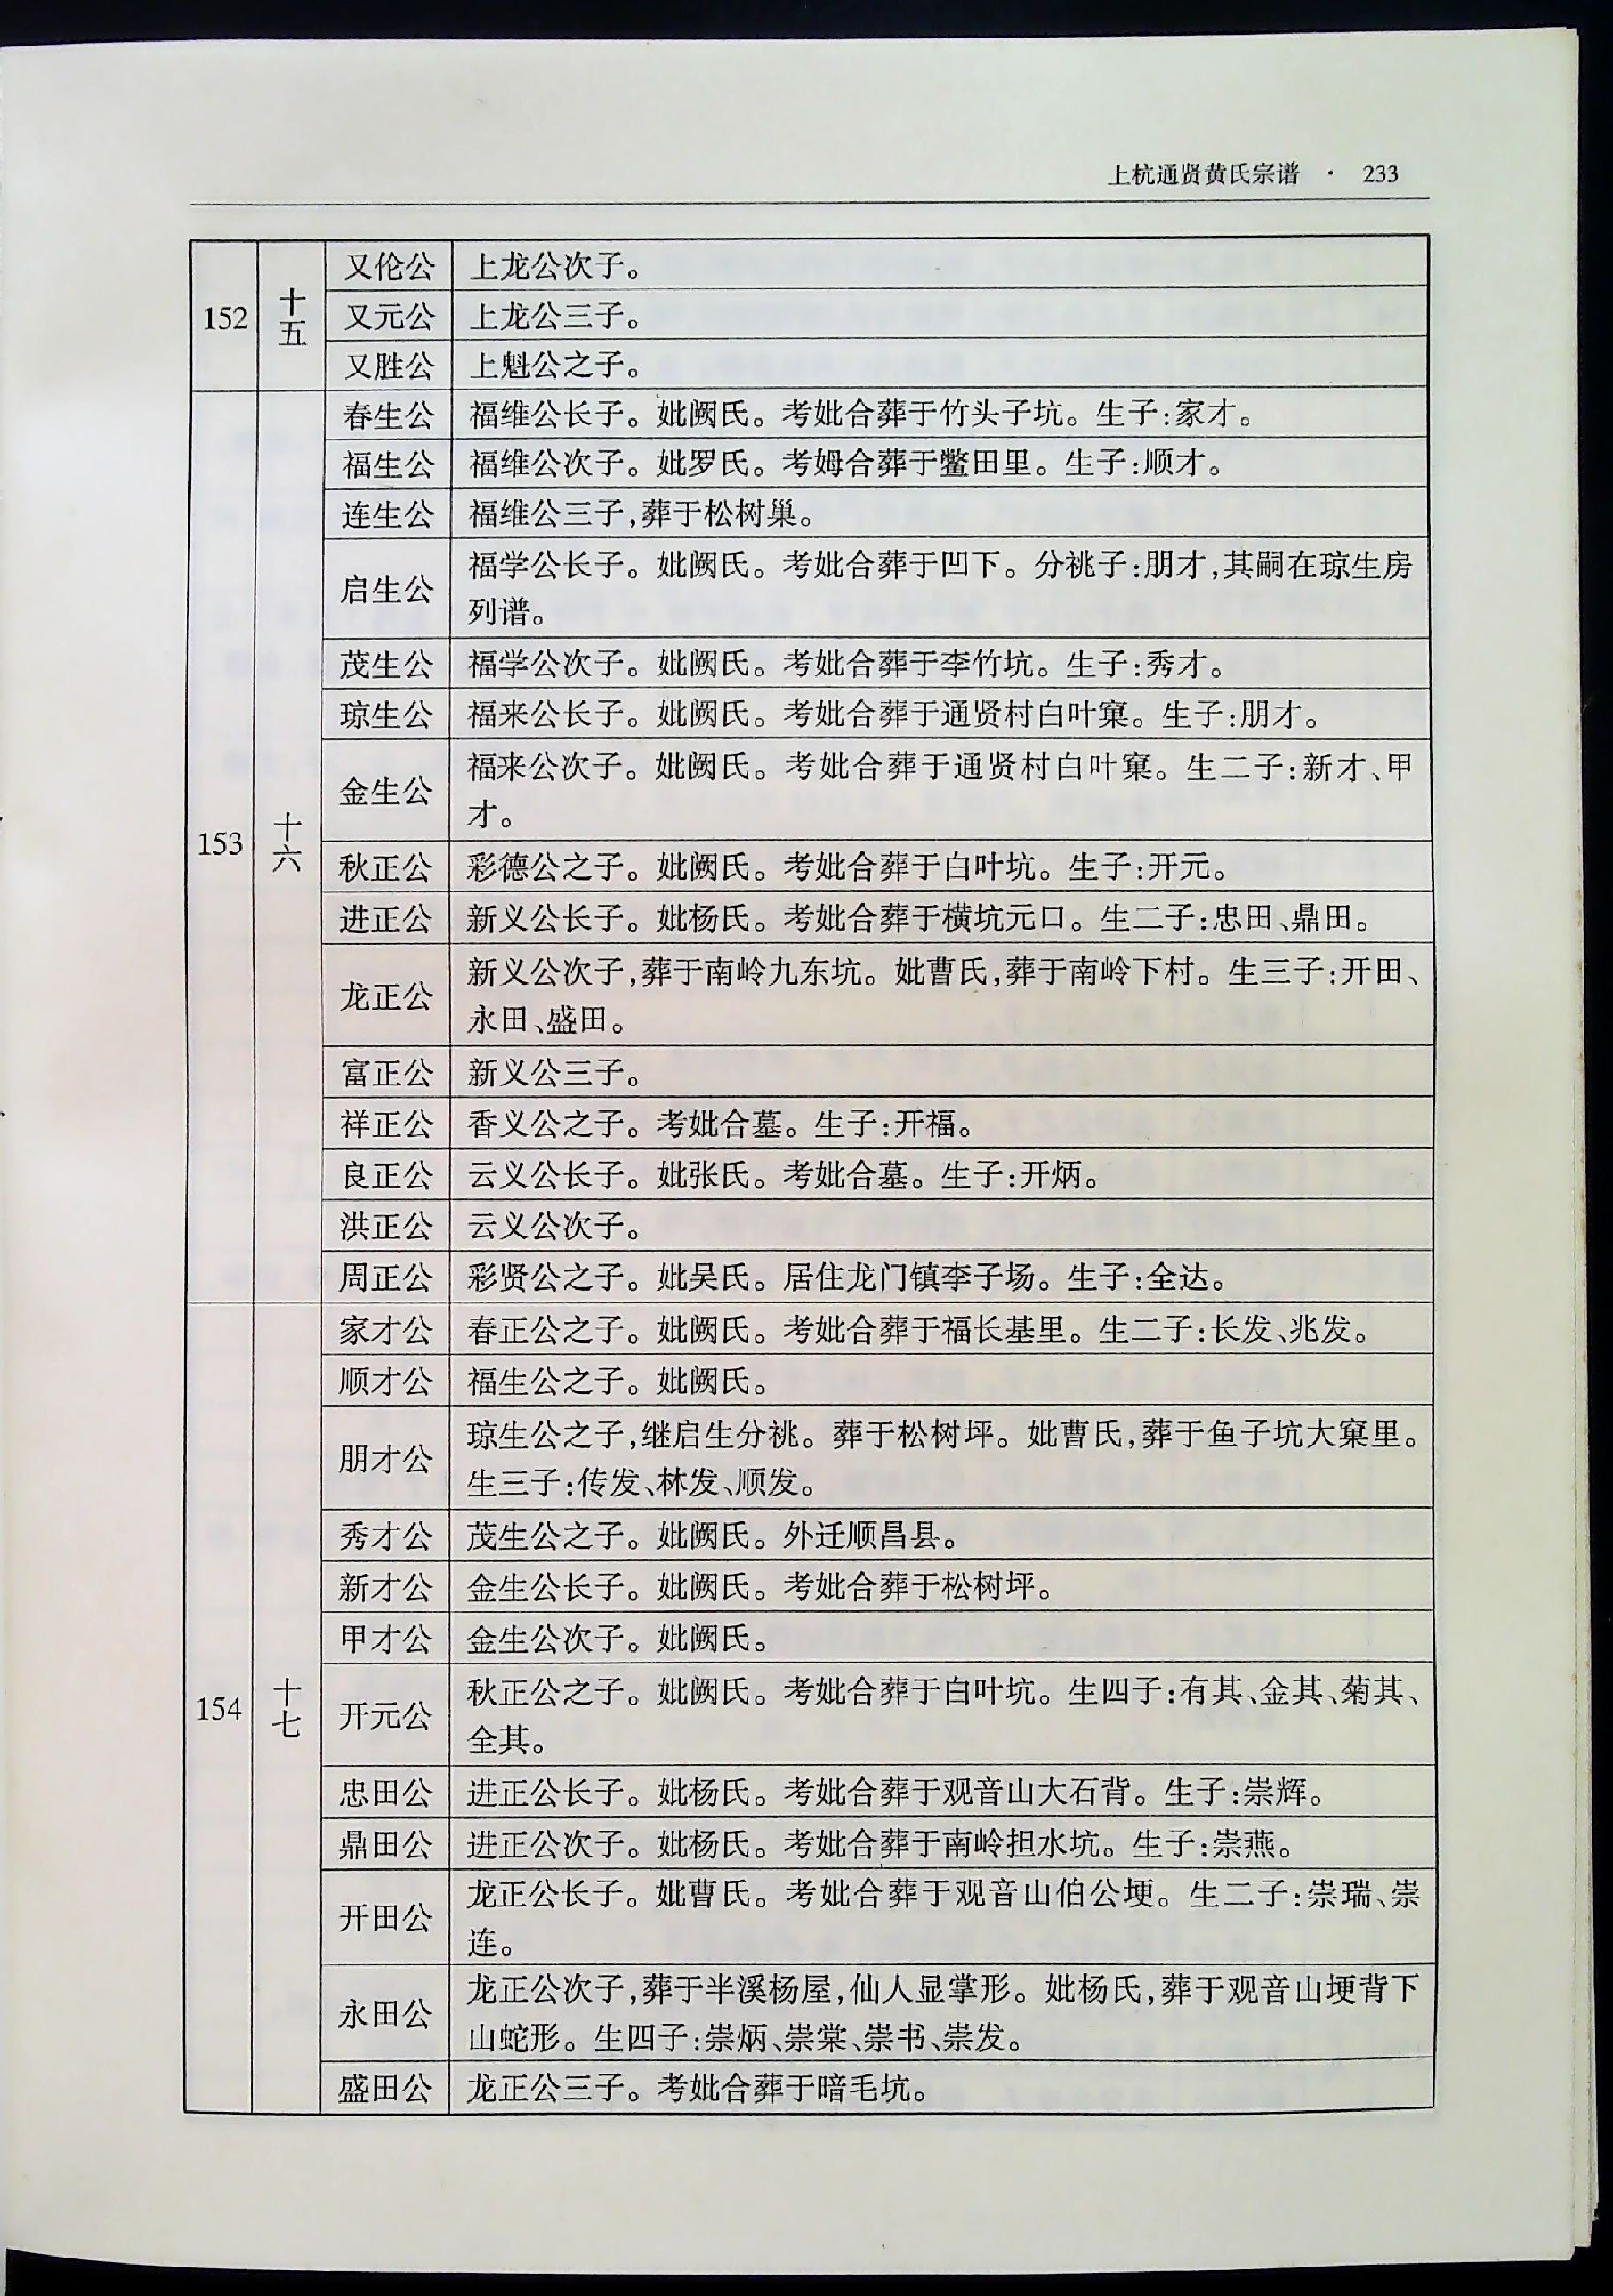 上杭通贤黄氏宗谱 · 233
152 十五
又伦公 上龙公次子。
又元公 上龙公三子。
又胜公 上魁公之子。
153 十六
春生公 福维公长子。妣阙氏。考妣合葬于竹头子坑。生子:家才。
福生公 福维公次子。妣罗氏。考姆合葬于鳖田里。生子:顺才。
连生公 福维公三子,葬于松树巢。
启生公 福学公长子。妣阙氏。考妣合葬于凹下。分祧子:朋才,其嗣在琼生房
列谱。
茂生公 福学公次子。妣阙氏。考妣合葬于李竹坑。生子:秀才。
琼生公 福来公长子。妣阙氏。考妣合葬于通贤村白叶窠。生子:朋才。
金生公 福来公次子。妣阙氏。考妣合葬于通贤村白叶窠。生二子:新才、甲
才。
秋正公 彩德公之子。妣阙氏。考妣合葬于白叶坑。生子:开元。
进正公 新义公长子。妣杨氏。考妣合葬于横坑元口。生二子:忠田、鼎田。
龙正公 新义公次子,葬于南岭九东坑。妣曹氏,葬于南岭下村。生三子:开田、
永田、盛田。
富正公 新义公三子。
祥正公 香义公之子。考妣合墓。生子:开福。
良正公 云义公长子。妣张氏。考妣合墓。生子:开炳。
洪正公 云义公次子。
周正公 彩贤公之子。妣吴氏。居住龙门镇李子场。生子:全达。
154 十七
家才公 春正公之子。妣阙氏。考妣合葬于福长基里。生二子:长发、兆发。
顺才公 福生公之子。妣阙氏。
朋才公 琼生公之子,继启生分祧。葬于松树坪。妣曹氏,葬于鱼子坑大窠里。
生三子:传发、林发、顺发。
秀才公 茂生公之子。妣阙氏。外迁顺昌县。
新才公 金生公长子。妣阙氏。考妣合葬于松树坪。
甲才公 金生公次子。妣阙氏。
开元公 秋正公之子。妣阙氏。考妣合葬于白叶坑。生四子:有其、金其、菊其、
全其。
忠田公 进正公长子。妣杨氏。考妣合葬于观音山大石背。生子:崇辉。
鼎田公 进正公次子。妣杨氏。考妣合葬于南岭担水坑。生子:崇燕。
开田公 龙正公长子。妣曹氏。考妣合葬于观音山伯公埂。生二子:崇瑞、崇
连。
永田公 龙正公次子,葬于半溪杨屋,仙人显掌形。妣杨氏,葬于观音山埂背下
山蛇形。生四子:崇炳、崇棠、崇书、崇发。
盛田公 龙正公三子。考妣合葬于暗毛坑。